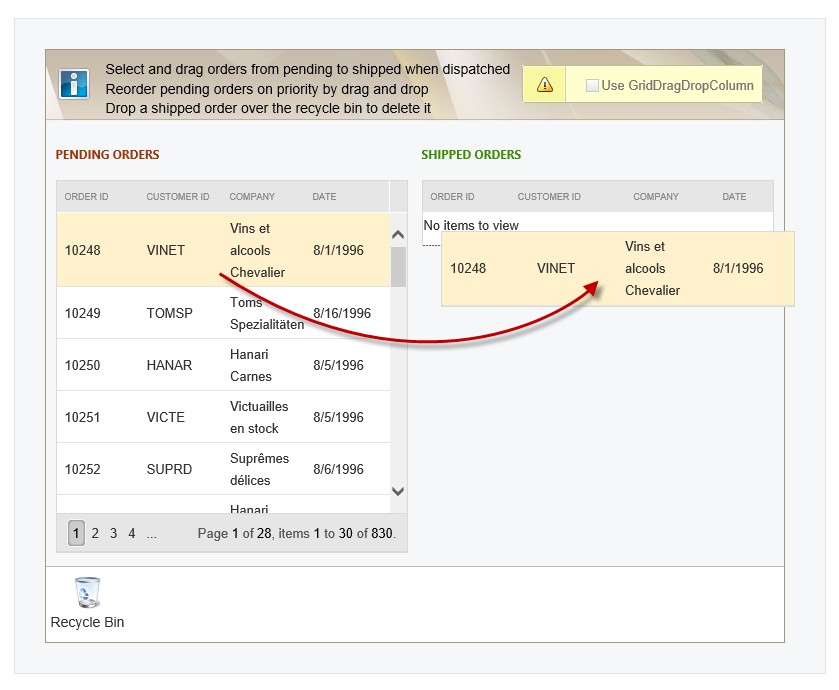 Select and drag orders from pending to shipped when dispatched
Reorder pending orders on priority by drag and drop
Drop a shipped order over the recycle bin to delete it
Use GridDragDropColumn
PENDING ORDERS
ORDER ID CUSTOMER ID COMPANY DATE
10248 VINET Vins et 8/1/1996
alcools
Chevalier
10249 TOMSP Toms 8/16/1996
Spezialitäten
10250 HANAR Hanari 8/5/1996
Carnes
10251 VICTE Victuailles 8/5/1996
en stock
10252 SUPRD Suprêmes 8/6/1996
délices
Hanari
1 2 3 4 ... Page 1 of 28, items 1 to 30 of 830.
SHIPPED ORDERS
ORDER ID CUSTOMER ID COMPANY DATE
No items to view
10248 VINET Vins et 8/1/1996
alcools
Chevalier
Recycle Bin